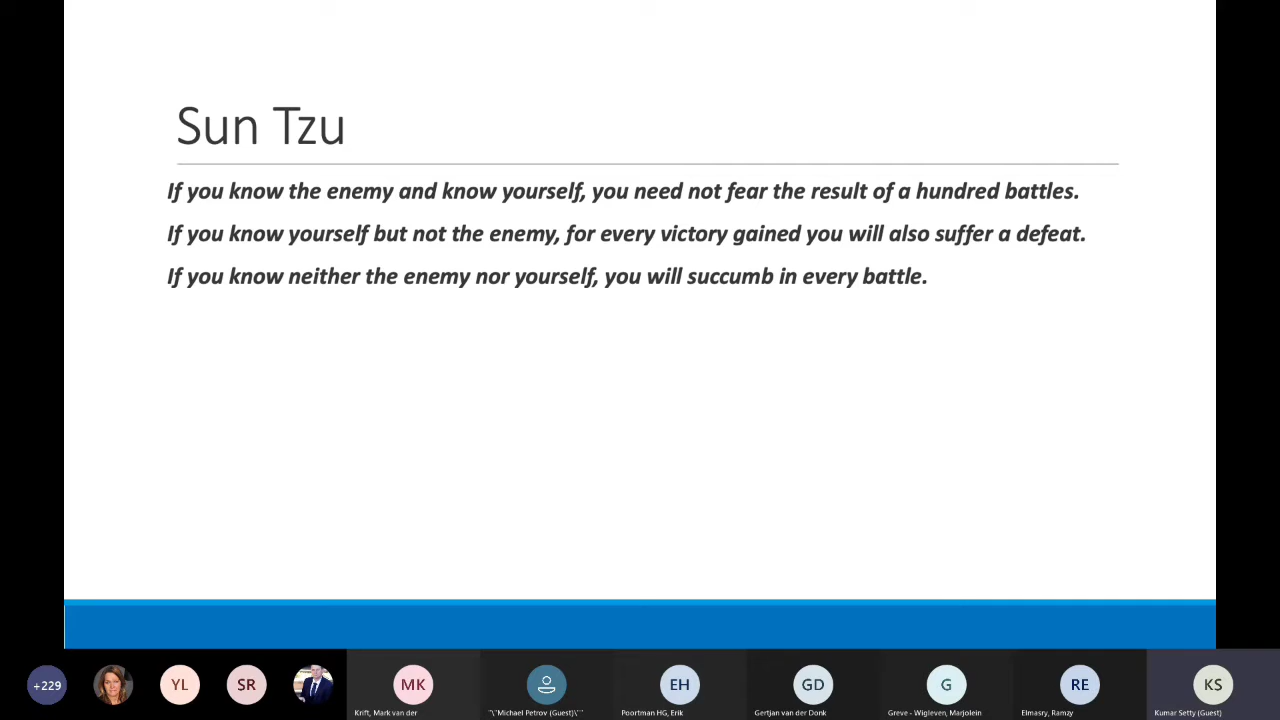 Sun Tzu
If you know the enemy and know yourself, you need not fear the result of a hundred battles.
If you know yourself but not the enemy, for every victory gained you will also suffer a defeat.
If you know neither the enemy nor yourself, you will succumb in every battle.
+229
YL
SR
MK
EH
GD
G
RE
KS
Krift, Mark van der
"\"Michael Petrov (Guest)\""
Poortman HG, Erik
Gertjan van der Donk
Greve - Wigleven, Marjolein
Elmasry, Ramzy
Kumar Setty (Guest)